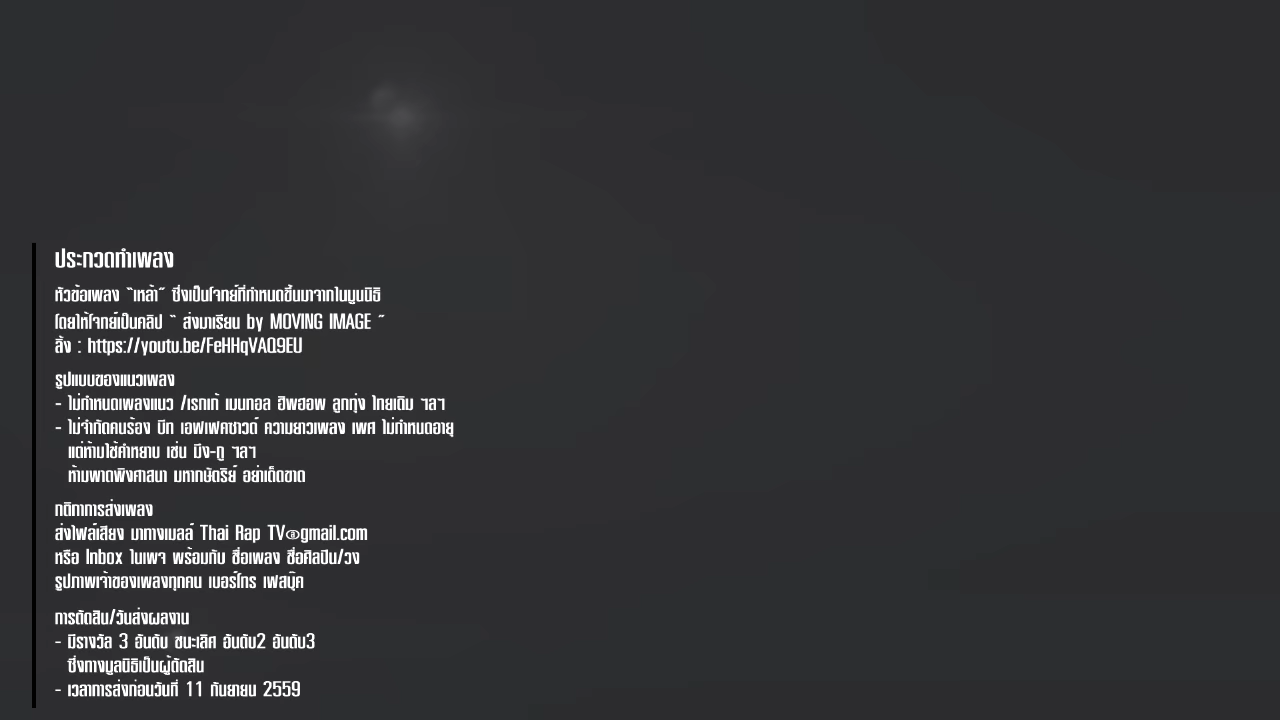 ประกวดทำเพลง
หัวข้อเพลง "เหล้า" ซึ่งเป็นโจทย์ที่กำหนดขึ้นมาจากในมูนนิธิ
โดยให้โจทย์เป็นคลิป " ส่งมาเรียน by MOVING IMAGE "
ลิ้ง : https://youtu.be/FeHHqVAQ9EU
รูปแบบของแนวเพลง
- ไม่กำหนดเพลงแนว /เรกเก้ เมนทอล ฮิพฮอพ ลูกทุ่ง ไทยเดิม ฯลฯ
- ไม่จำกัดคนร้อง บีท เอฟเฟคซาวด์ ความยาวเพลง เพศ ไม่กำหนดอายุ
แต่ห้ามใช้คำหยาบ เช่น มึง-กู ฯลฯ
ห้ามพาดพิงศาสนา มหากษัตริย์ อย่าเด็ดขาด
กติกาการส่งเพลง
ส่งไฟล์เสียง มาทางเมลล์ Thai Rap TV@gmail.com
หรือ Inbox ในเพจ พร้อมกับ ชื่อเพลง ชื่อศิลปิน/วง
รูปภาพเจ้าของเพลงทุกคน เบอร์โทร เฟสบุ๊ค
การตัดสิน/วันส่งผลงาน
- มีรางวัล 3 อันดับ ชนะเลิศ อันดับ2 อันดับ3
ซึ่งทางมูลนิธิเป็นผู้ตัดสิน
- เวลาการส่งก่อนวันที่ 11 กันยายน 2559